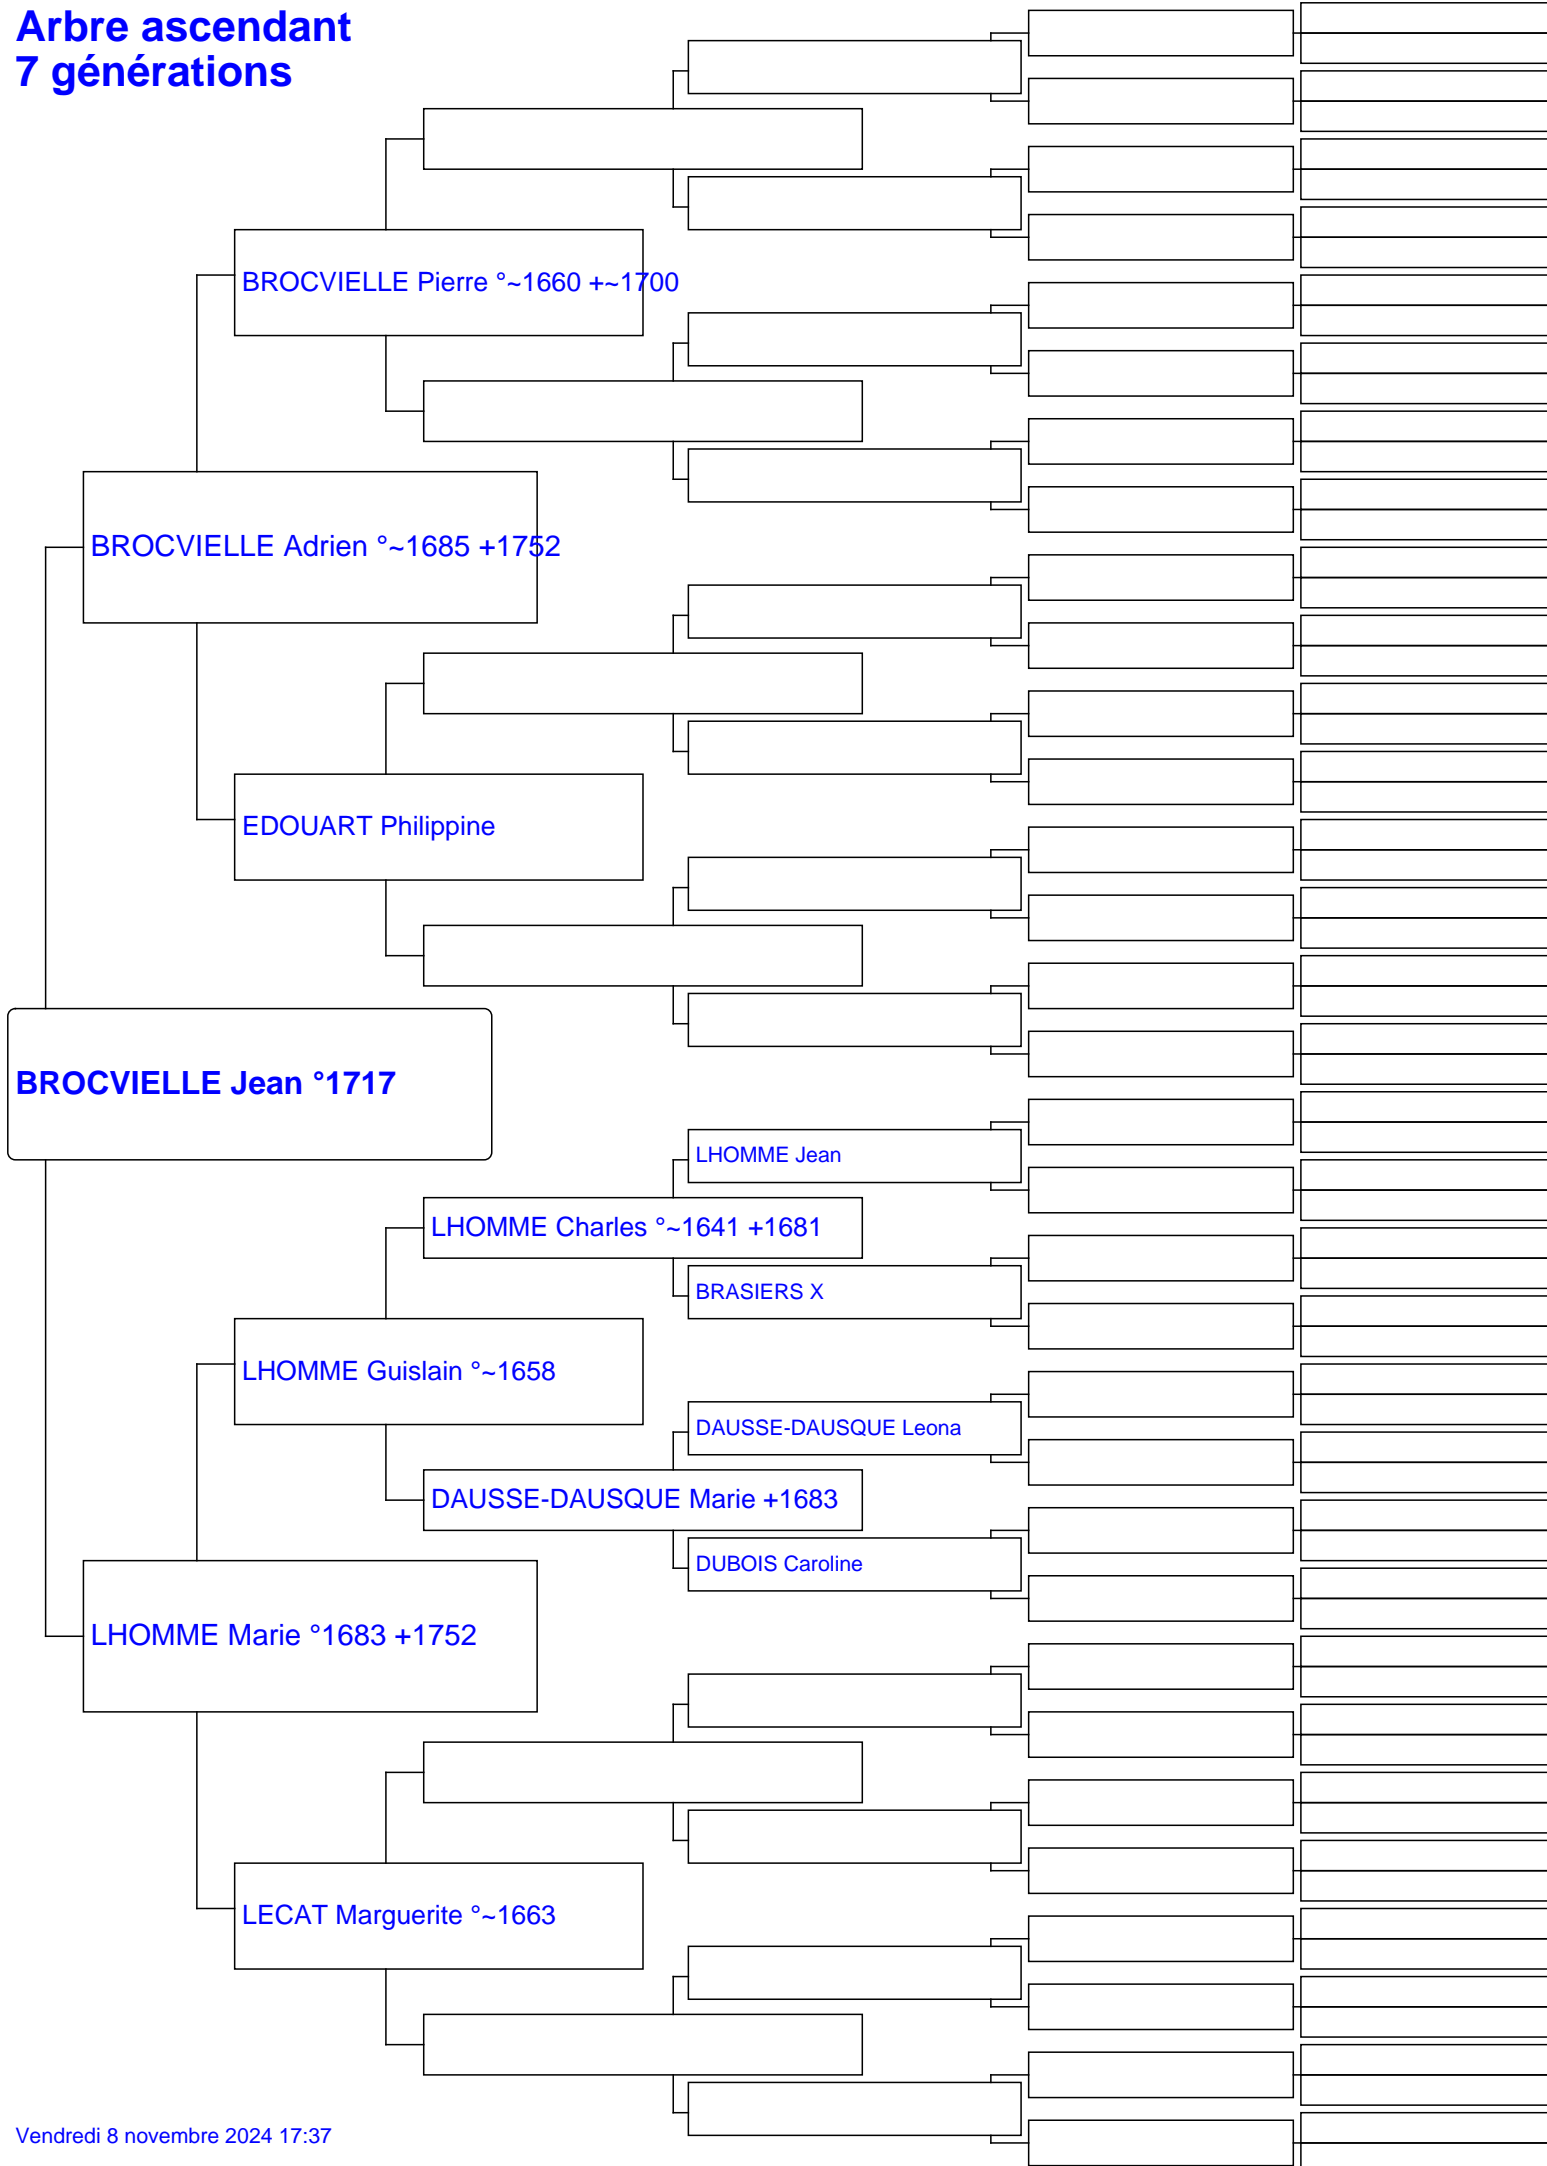 Arbre ascendant
7 générations
BROCVIELLE Pierre °~1660 +~1700
BROCVIELLE Adrien °~1685 +1752
EDOUART Philippine
BROCVIELLE Jean °1717
LHOMME Jean
LHOMME Charles °~1641 +1681
BRASIERS X
LHOMME Guislain °~1658
DAUSSE-DAUSQUE Leona
DAUSSE-DAUSQUE Marie +1683
DUBOIS Caroline
LHOMME Marie °1683 +1752
LECAT Marguerite °~1663
Vendredi 8 novembre 2024 17:37